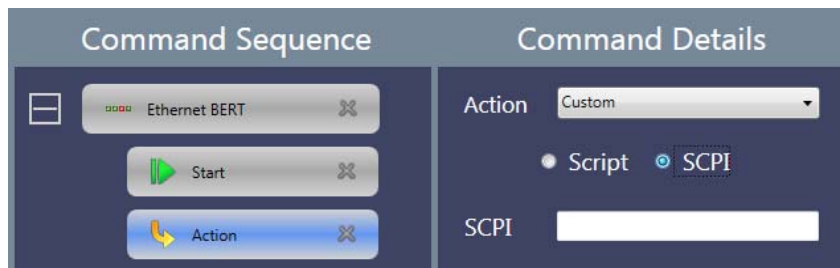 Command Sequence
Ethernet BERT
Start
Action
Command Details
Action Custom
Script SCPI
SCPI